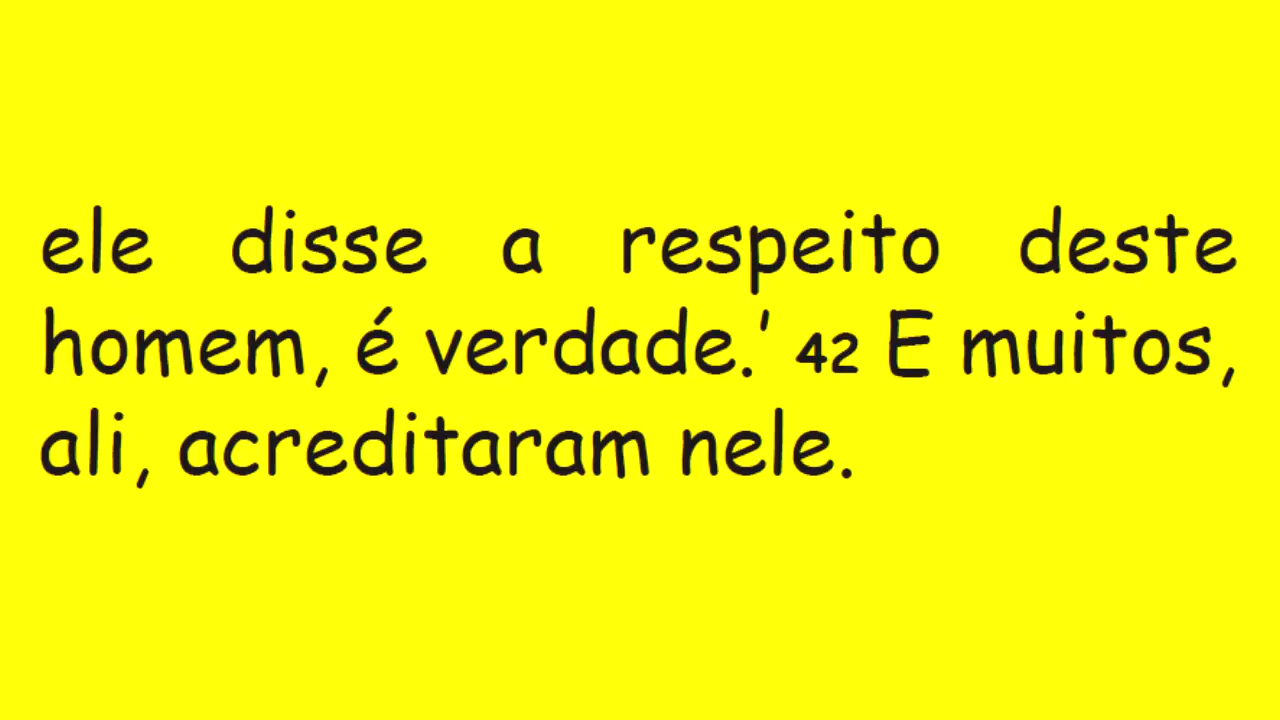 ele disse a respeito deste
homem, é verdade.’ 42 E muitos,
ali, acreditaram nele.